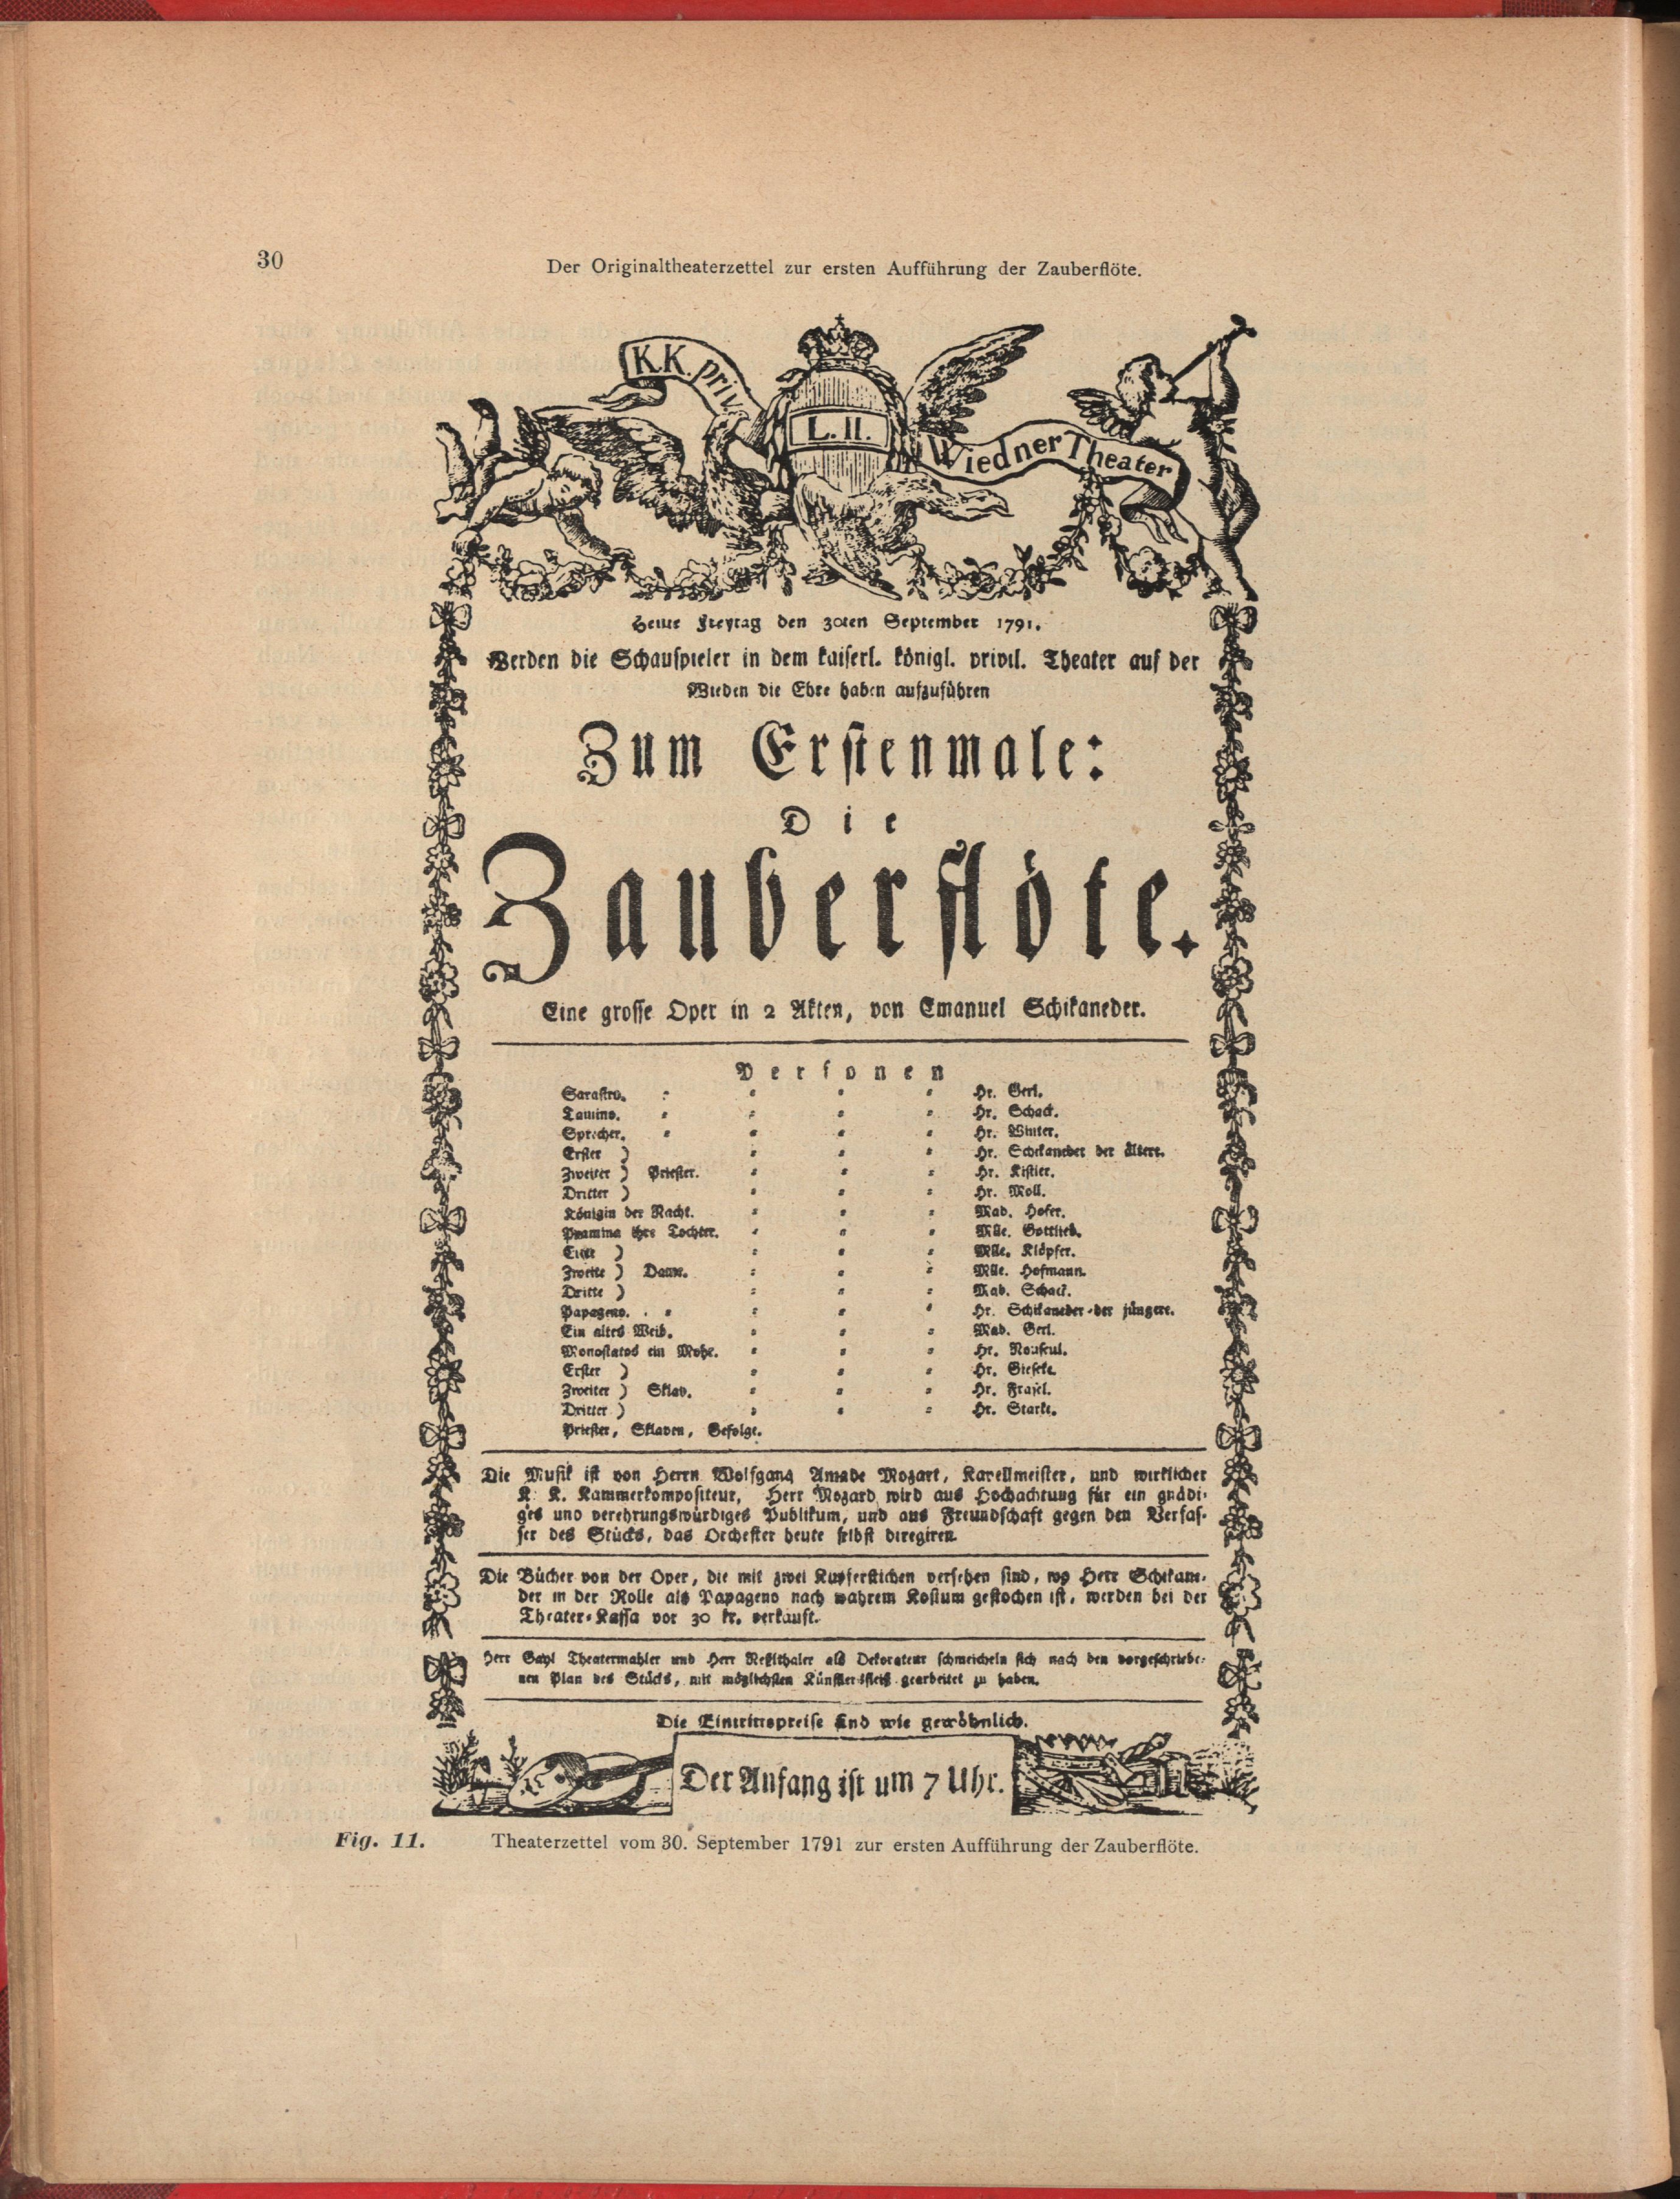 30
Der Originaltheaterzettel zur ersten Aufführung der Zauberflöte.
K.K. priv.
L. II.
Wiedner Theater
Heute Freytag den 30ten September 1791.
Werden die Schauspieler in dem kaiserl. königl. privil. Theater auf der
Wieden die Ehre haben aufzuführen
Zum Erstenmale:
Die
Zauberflöte.
Eine grosse Oper in 2 Akten, von Emanuel Schikaneder.
Personen
Sarastro. Hr. Gerl.
Tamino. Hr. Schack.
Sprecher. Hr. Winter.
Erster ) Hr. Schikaneder der ältere.
Zweiter ) Priester. Hr. Kistler.
Dritter ) Hr. Moll.
Königin der Nacht. Mad. Hofer.
Pamina ihre Tochter. Mlle. Gottlieb.
Erste ) Mlle. Klöpfer.
Zweite ) Dame. Mlle. Hofmann.
Dritte ) Mad. Schack.
Papageno. Hr. Schikaneder der jüngere.
Ein altes Weib. Mad. Gerl.
Monostatos ein Mohr. Hr. Nouseul.
Erster ) Hr. Gieseke.
Zweiter ) Sklav. Hr. Frasel.
Dritter ) Hr. Starke.
Priester, Sklaven, Gefolge.
Die Musik ist von Herrn Wolfgang Amade Mozart, Kapellmeister, und wirklicher
K. K. Kammerkompositeur, Herr Mozard wird aus Hochachtung für ein gnädi-
ges und verehrungswürdiges Publikum, und aus Freundschaft gegen den Verfas-
ser des Stücks, das Orchester heute selbst diregiren.
Die Bücher von der Oper, die mit zwei Kupferstichen versehen sind, wo Herr Schikane-
der in der Rolle als Papageno nach wahrem Kostum gestochen ist, werden bei der
Theater-Kassa vor 30 kr. verkauft.
Herr Gayl Theatermahler und Herr Neßlthaler als Dekorateur schmeicheln sich nach den vorgeschriebe-
nen Plan des Stücks, mit möglichsten Künstlersfleiß gearbeitet zu haben.
Die Eintrittspreise sind wie gewöhnlich.
Der Anfang ist um 7 Uhr.
Fig. 11. Theaterzettel vom 30. September 1791 zur ersten Aufführung der Zauberflöte.